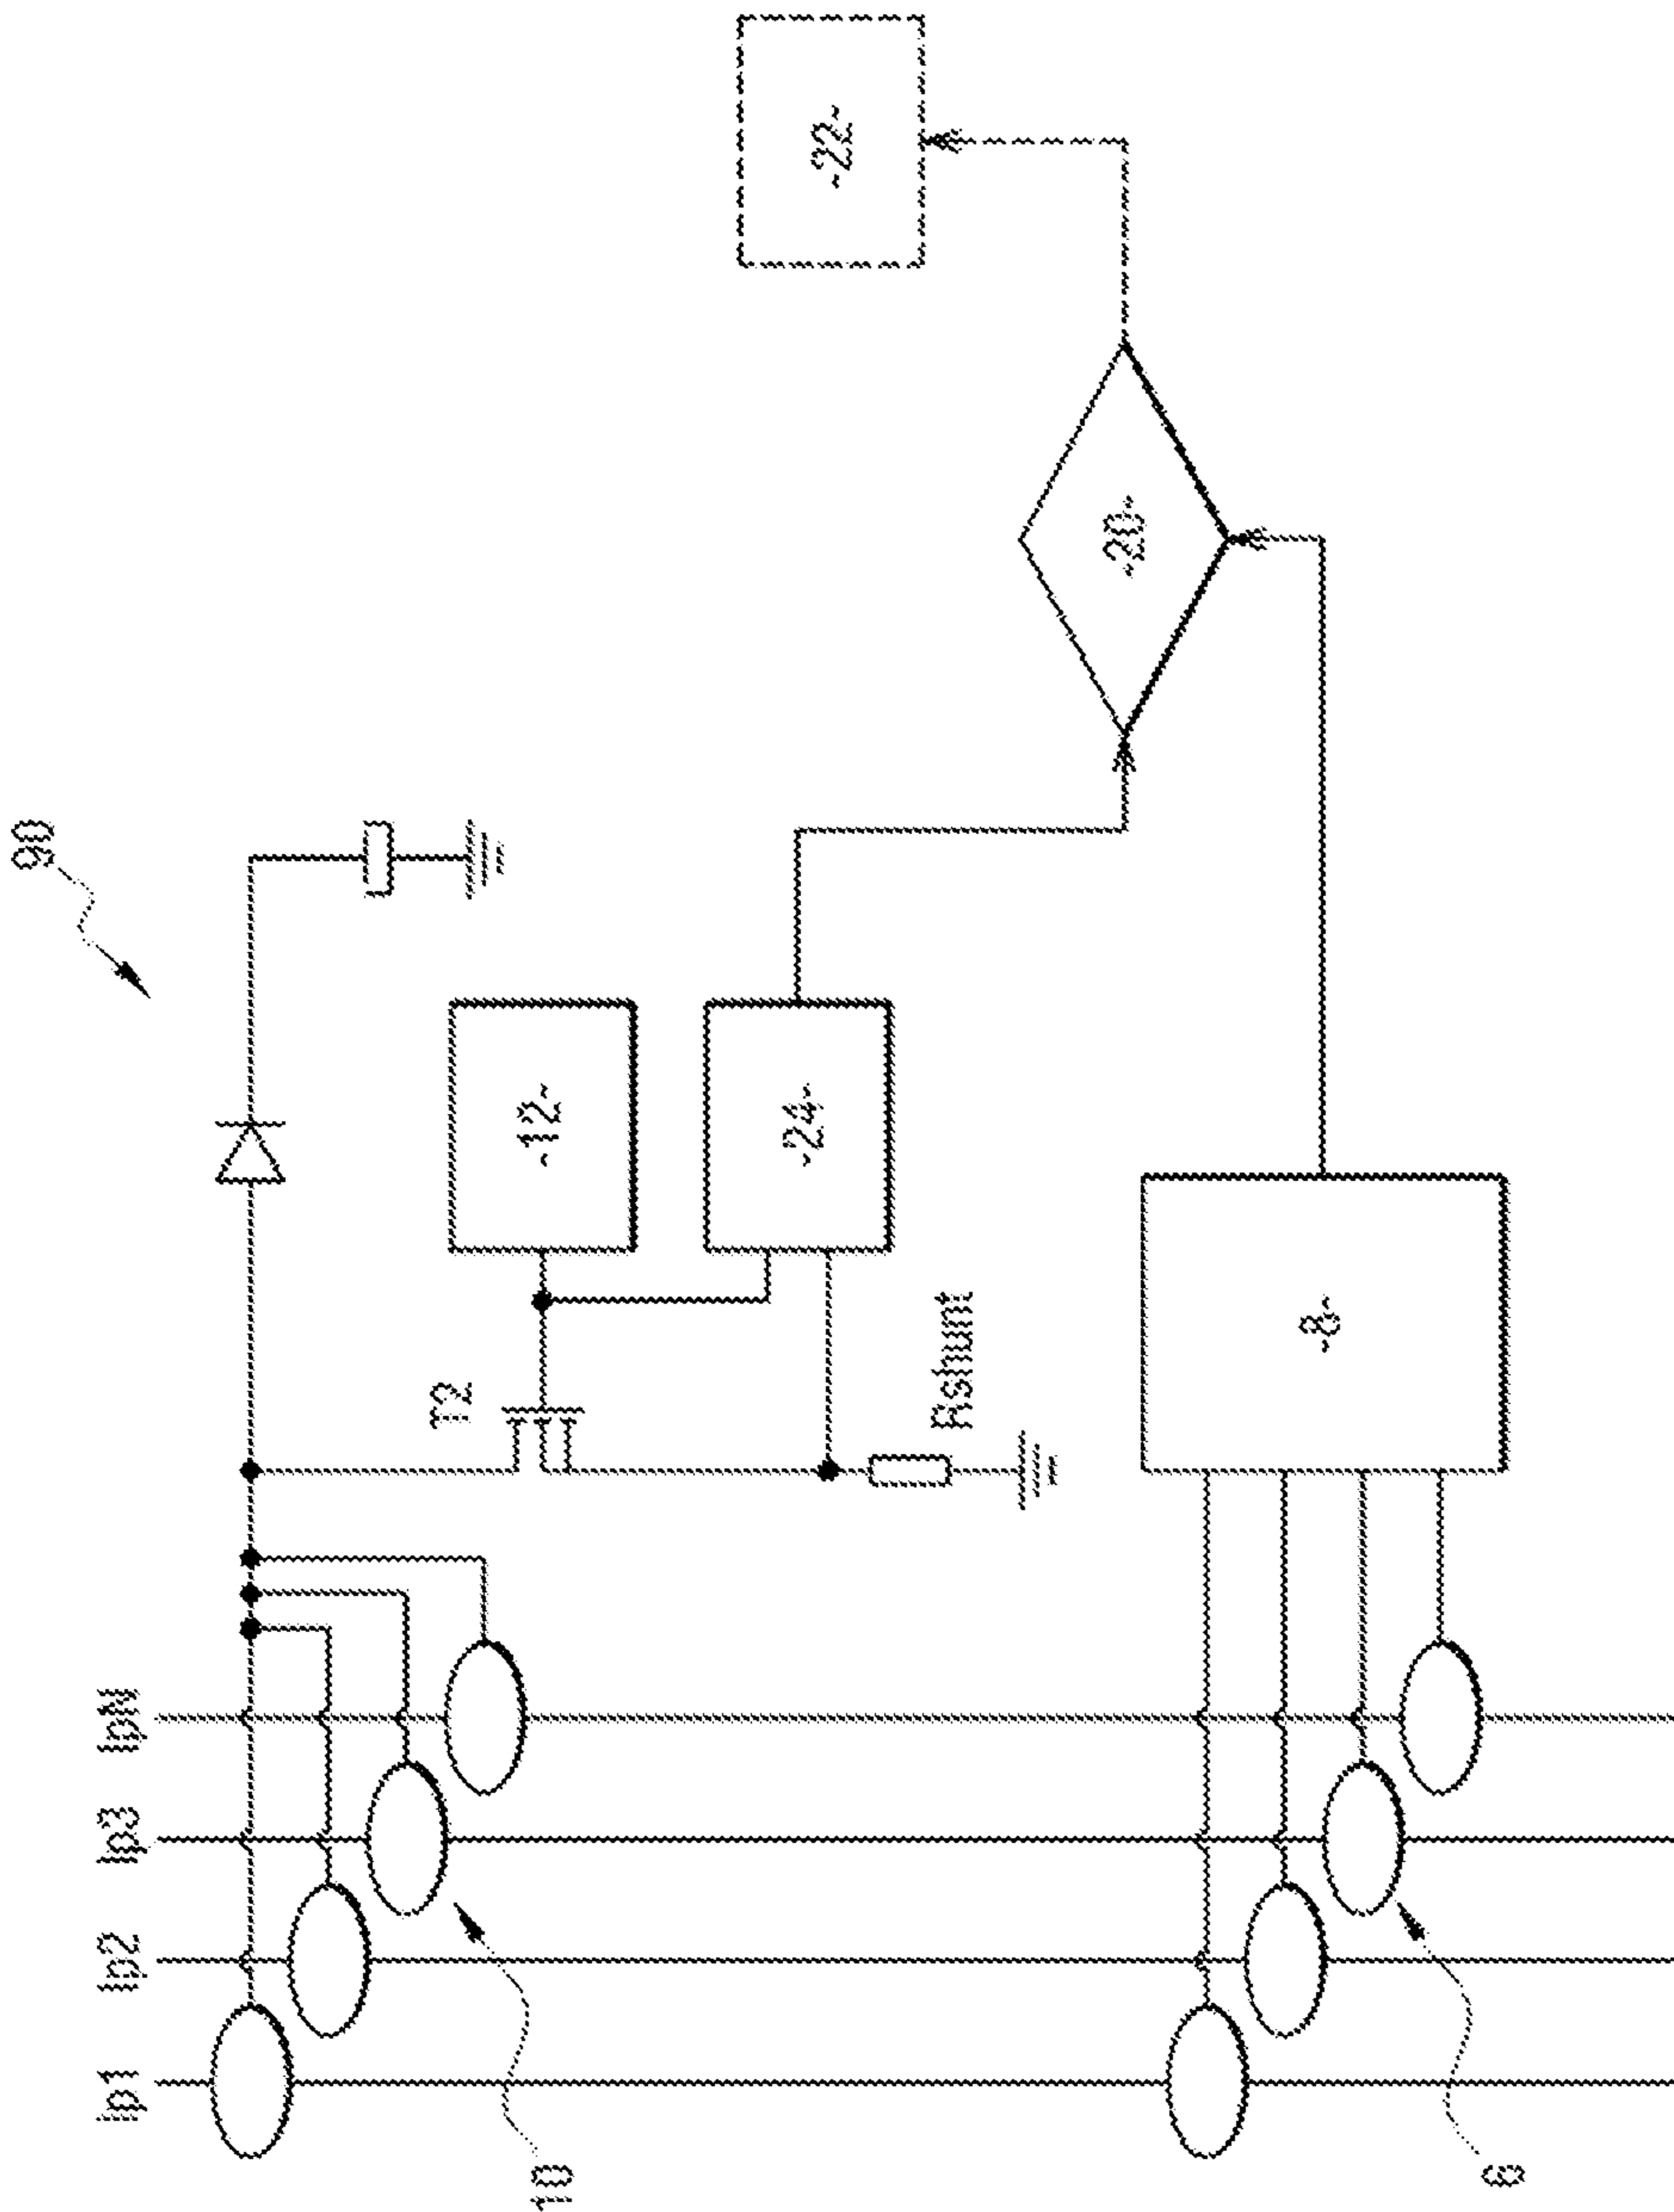 90
Ip1
Ip2
Ip3
IpN
10
T2
-12-
-24-
Rshunt
-22-
-20-
-8-
6